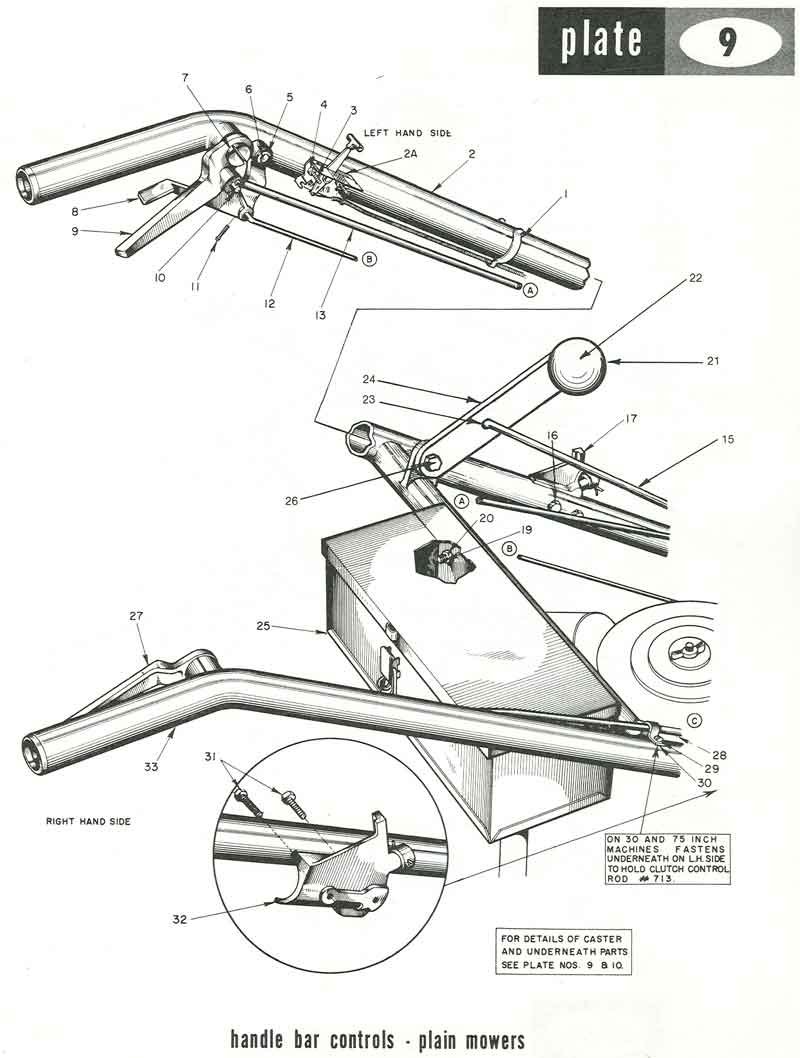 plate 9
7
6
5
4
3
LEFT HAND SIDE
2A
2
1
8
9
10
11
12
13
B
A
22
21
24
23
17
16
15
26
A
20
19
B
27
25
C
28
29
30
33
31
RIGHT HAND SIDE
32
ON 30 AND 75 INCH
MACHINES FASTENS
UNDERNEATH ON L.H. SIDE
TO HOLD CLUTCH CONTROL
ROD # 713.
FOR DETAILS OF CASTER
AND UNDERNEATH PARTS
SEE PLATE NOS. 9 & 10.
handle bar controls - plain mowers